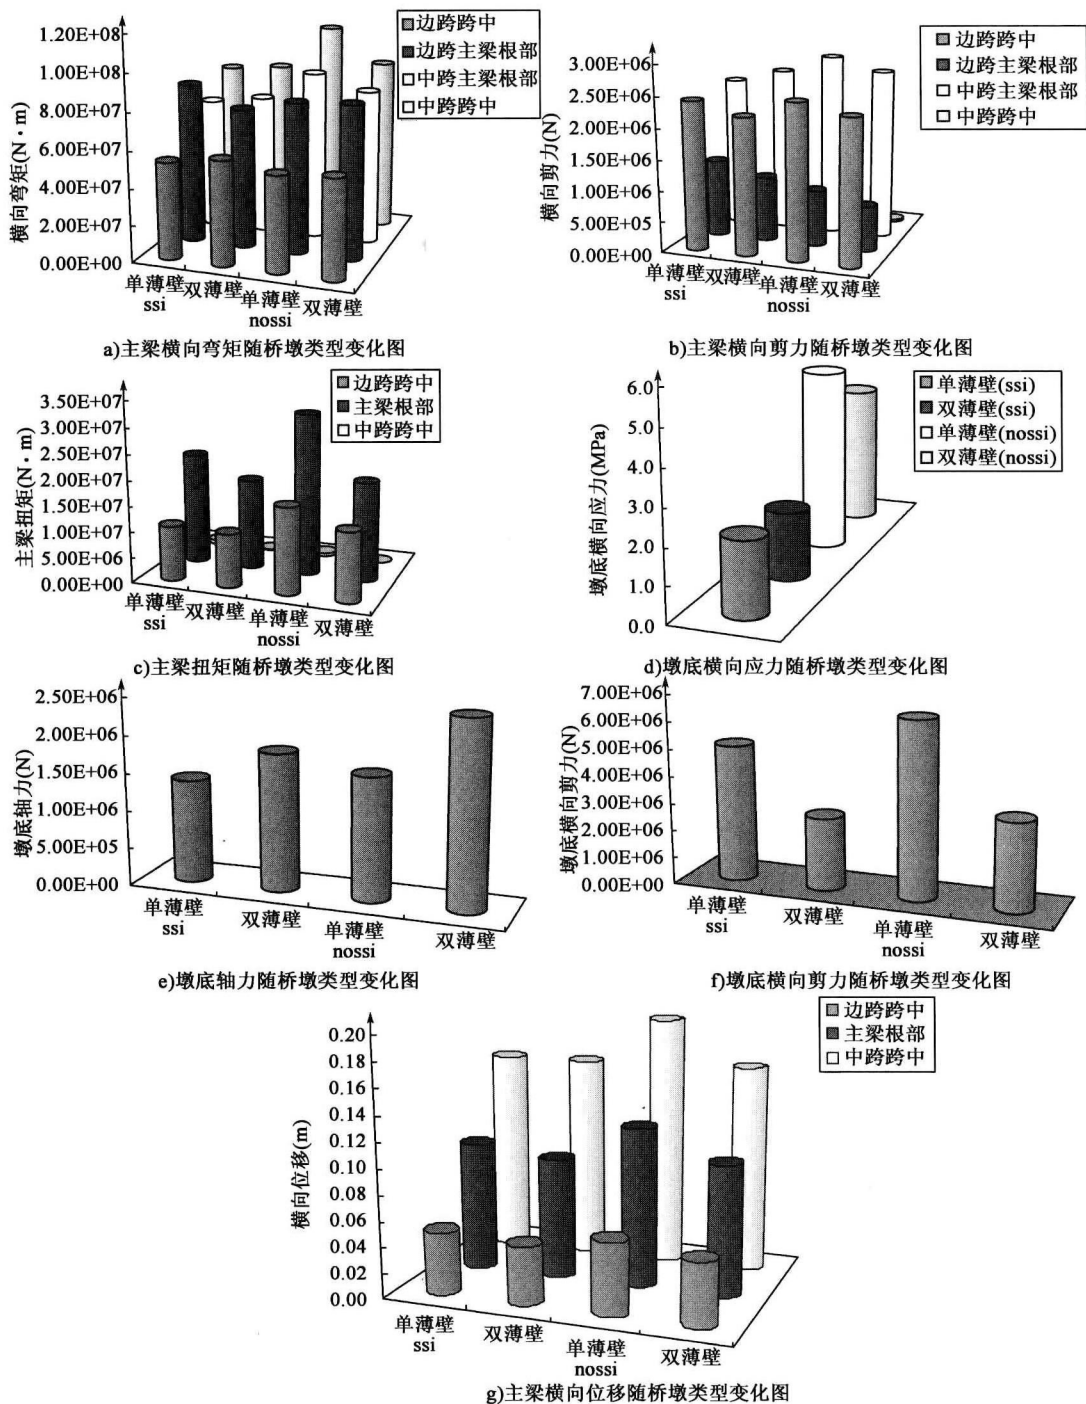 1.20E+08
1.00E+08
8.00E+07
6.00E+07
4.00E+07
2.00E+07
0.00E+00
横向弯矩(N·m)
边跨跨中
边跨主梁根部
中跨主梁根部
中跨跨中
单薄壁 双薄壁 单薄壁 双薄壁
ssi nossi
a)主梁横向弯矩随桥墩类型变化图
3.00E+06
2.50E+06
2.00E+06
1.50E+06
1.00E+06
5.00E+05
0.00E+00
横向剪力(N)
边跨跨中
边跨主梁根部
中跨主梁根部
中跨跨中
单薄壁 双薄壁 单薄壁 双薄壁
ssi nossi
b)主梁横向剪力随桥墩类型变化图
3.50E+07
3.00E+07
2.50E+07
2.00E+07
1.50E+07
1.00E+07
5.00E+06
0.00E+00
主梁扭矩(N·m)
边跨跨中
主梁根部
中跨跨中
单薄壁 双薄壁 单薄壁 双薄壁
ssi nossi
c)主梁扭矩随桥墩类型变化图
6.0
5.0
4.0
3.0
2.0
1.0
0.0
墩底横向应力(MPa)
单薄壁(ssi)
双薄壁(ssi)
单薄壁(nossi)
双薄壁(nossi)
d)墩底横向应力随桥墩类型变化图
2.50E+06
2.00E+06
1.50E+06
1.00E+06
5.00E+05
0.00E+00
墩底轴力(N)
单薄壁 双薄壁 单薄壁 双薄壁
ssi nossi
e)墩底轴力随桥墩类型变化图
7.00E+06
6.00E+06
5.00E+06
4.00E+06
3.00E+06
2.00E+06
1.00E+06
0.00E+00
墩底横向剪力(N)
单薄壁 双薄壁 单薄壁 双薄壁
ssi nossi
f)墩底横向剪力随桥墩类型变化图
0.20
0.18
0.16
0.14
0.12
0.10
0.08
0.06
0.04
0.02
0.00
横向位移(m)
边跨跨中
主梁根部
中跨跨中
单薄壁 双薄壁 单薄壁 双薄壁
ssi nossi
g)主梁横向位移随桥墩类型变化图